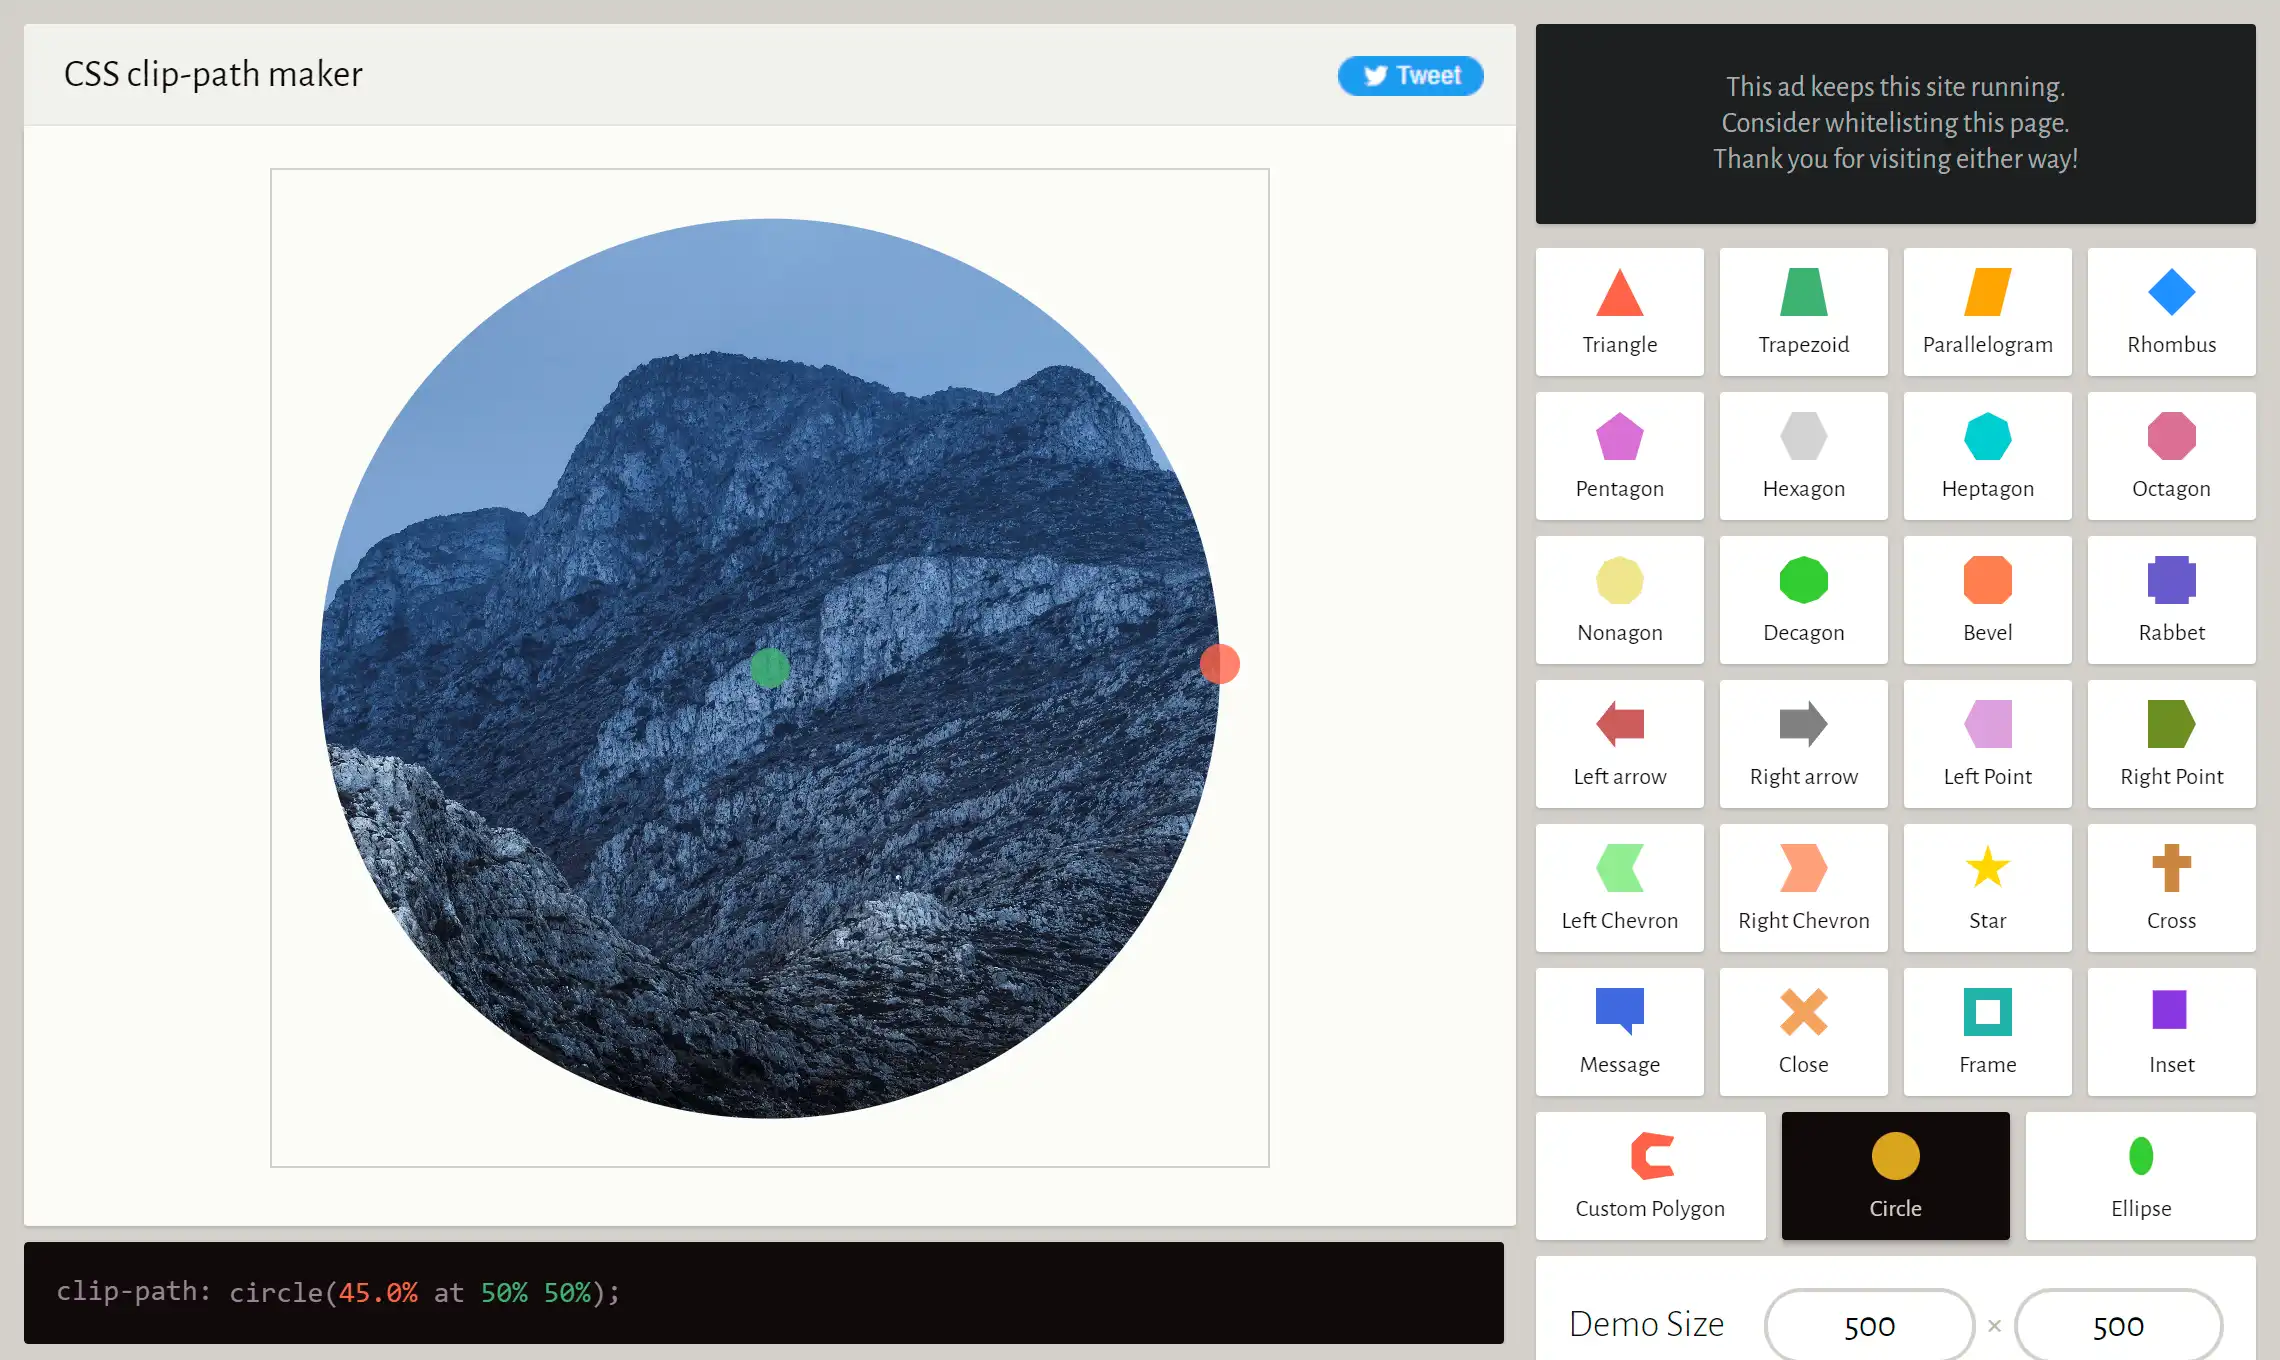 CSS clip-path maker
Tweet
This ad keeps this site running.
Consider whitelisting this page.
Thank you for visiting either way!
Triangle
Trapezoid
Parallelogram
Rhombus
Pentagon
Hexagon
Heptagon
Octagon
Nonagon
Decagon
Bevel
Rabbet
Left arrow
Right arrow
Left Point
Right Point
Left Chevron
Right Chevron
Star
Cross
Message
Close
Frame
Inset
Custom Polygon
Circle
Ellipse
clip-path: circle(45.0% at 50% 50%);
Demo Size 500 × 500